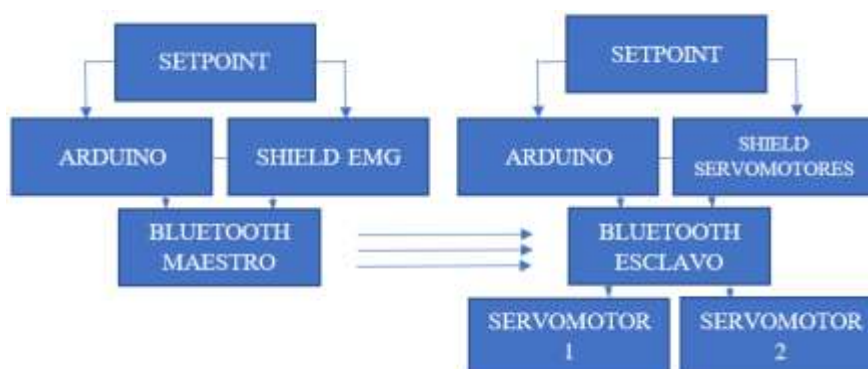 SETPOINT
ARDUINO
SHIELD EMG
BLUETOOTH
MAESTRO
SETPOINT
ARDUINO
SHIELD
SERVOMOTORES
BLUETOOTH
ESCLAVO
SERVOMOTOR
1
SERVOMOTOR
2